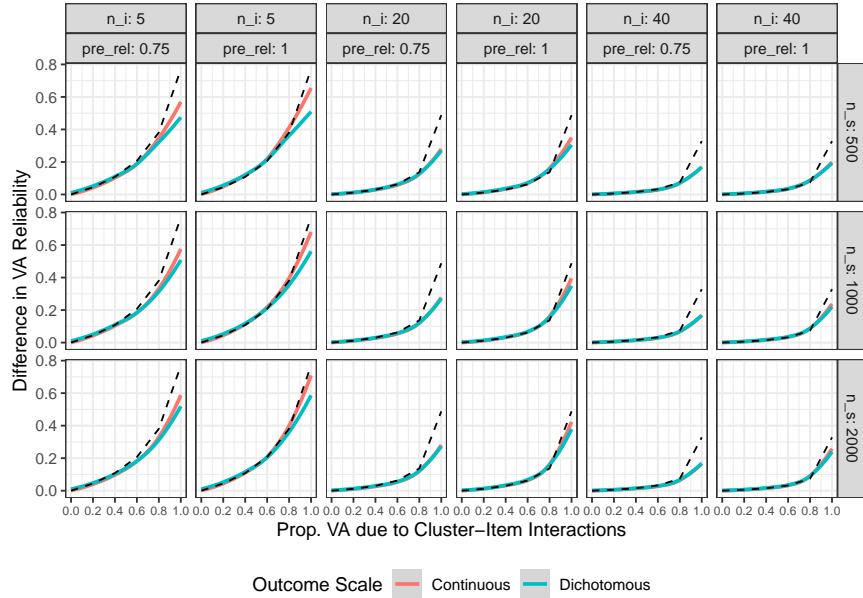 n_i: 5 n_i: 5 n_i: 20 n_i: 20 n_i: 40 n_i: 40
pre_rel: 0.75 pre_rel: 1 pre_rel: 0.75 pre_rel: 1 pre_rel: 0.75 pre_rel: 1
0.8
0.6
0.4
0.2
0.0
n_s: 500
0.8
0.6
0.4
0.2
0.0
n_s: 1000
0.8
0.6
0.4
0.2
0.0
n_s: 2000
Difference in VA Reliability
0.0 0.2 0.4 0.6 0.8 1.0 0.0 0.2 0.4 0.6 0.8 1.0 0.0 0.2 0.4 0.6 0.8 1.0 0.0 0.2 0.4 0.6 0.8 1.0 0.0 0.2 0.4 0.6 0.8 1.0 0.0 0.2 0.4 0.6 0.8 1.0
Prop. VA due to Cluster−Item Interactions
Outcome Scale Continuous Dichotomous